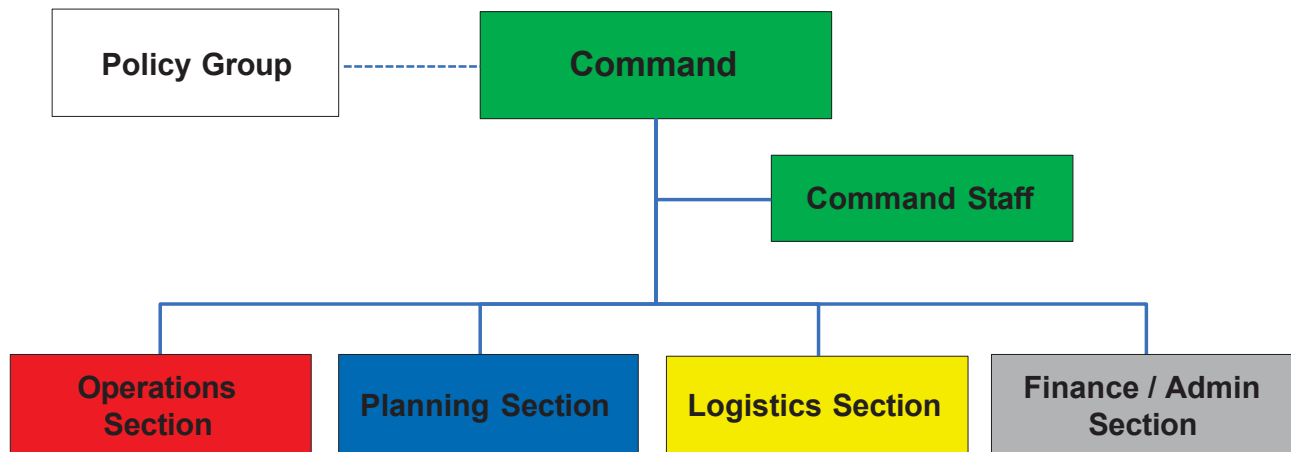 Policy Group
Command
Command Staff
Operations
Section
Planning Section
Logistics Section
Finance / Admin
Section